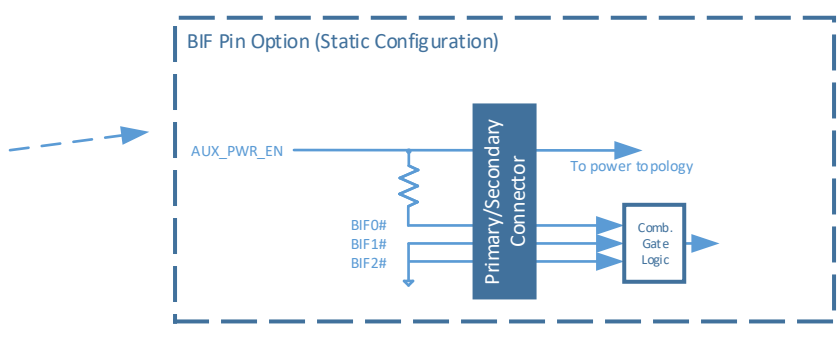 BIF Pin Option (Static Configuration)
AUX_PWR_EN
To power topology
BIF0#
BIF1#
BIF2#
Primary/Secondary
Connector
Comb.
Gate
Logic